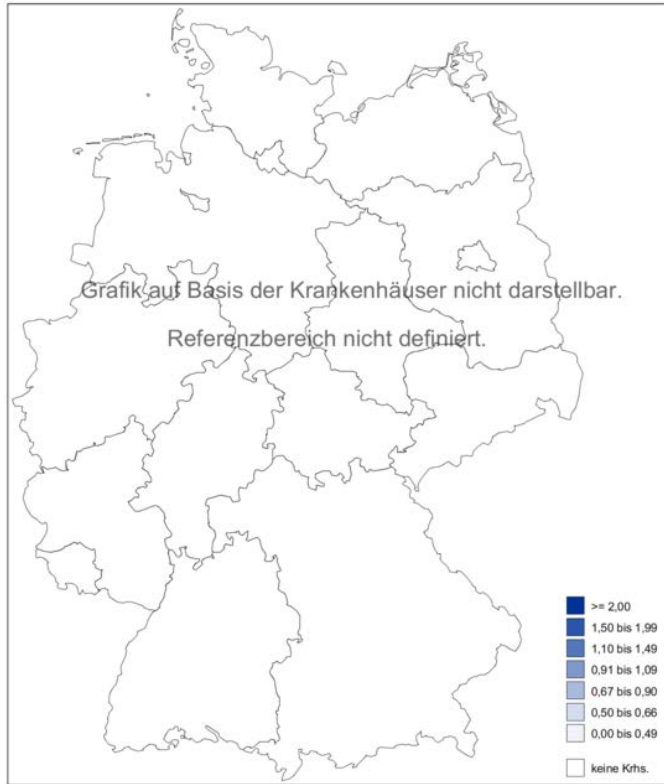 Grafik auf Basis der Krankenhäuser nicht darstellbar.
Referenzbereich nicht definiert.
>= 2,00
1,50 bis 1,99
1,10 bis 1,49
0,91 bis 1,09
0,67 bis 0,90
0,50 bis 0,66
0,00 bis 0,49
keine Krhs.